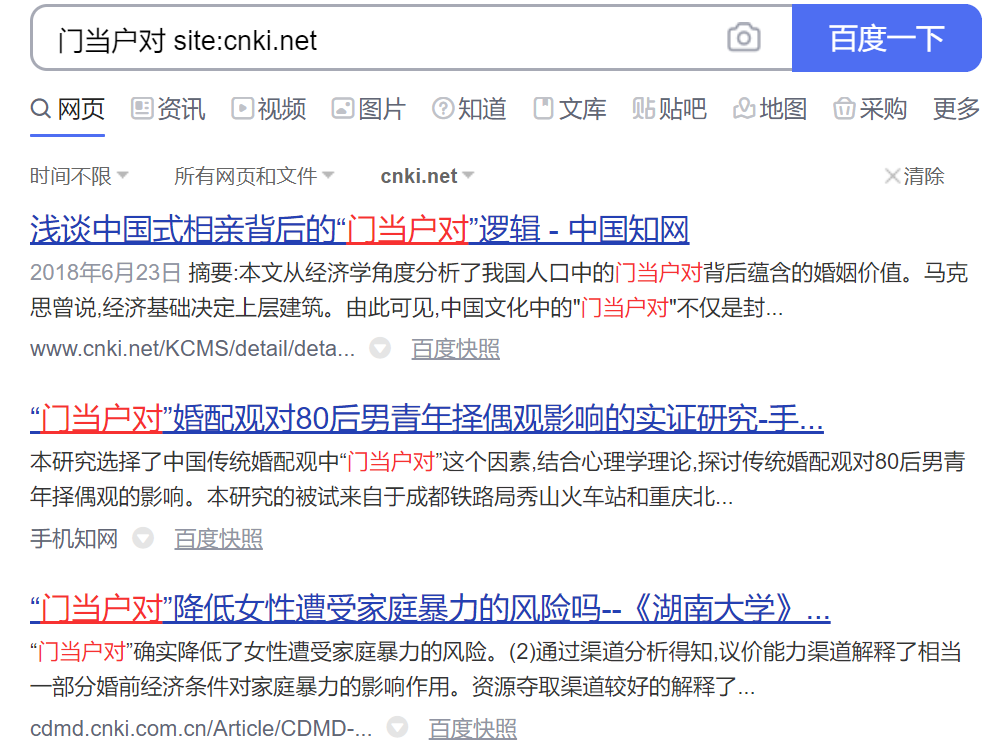 门当户对 site:cnki.net 百度一下
网页 资讯 视频 图片 知道 文库 贴吧 地图 采购 更多
时间不限 所有网页和文件 cnki.net 清除
浅谈中国式相亲背后的“门当户对”逻辑 - 中国知网
2018年6月23日 摘要:本文从经济学角度分析了我国人口中的门当户对背后蕴含的婚姻价值。马克
思曾说,经济基础决定上层建筑。由此可见,中国文化中的"门当户对"不仅是封...
www.cnki.net/KCMS/detail/deta... 百度快照
“门当户对”婚配观对80后男青年择偶观影响的实证研究-手...
本研究选择了中国传统婚配观中“门当户对”这个因素,结合心理学理论,探讨传统婚配观对80后男青
年择偶观的影响。本研究的被试来自于成都铁路局秀山火车站和重庆北...
手机知网 百度快照
“门当户对”降低女性遭受家庭暴力的风险吗--《湖南大学》...
“门当户对”确实降低了女性遭受家庭暴力的风险。(2)通过渠道分析得知,议价能力渠道解释了相当
一部分婚前经济条件对家庭暴力的影响作用。资源夺取渠道较好的解释了...
cdmd.cnki.com.cn/Article/CDMD-... 百度快照